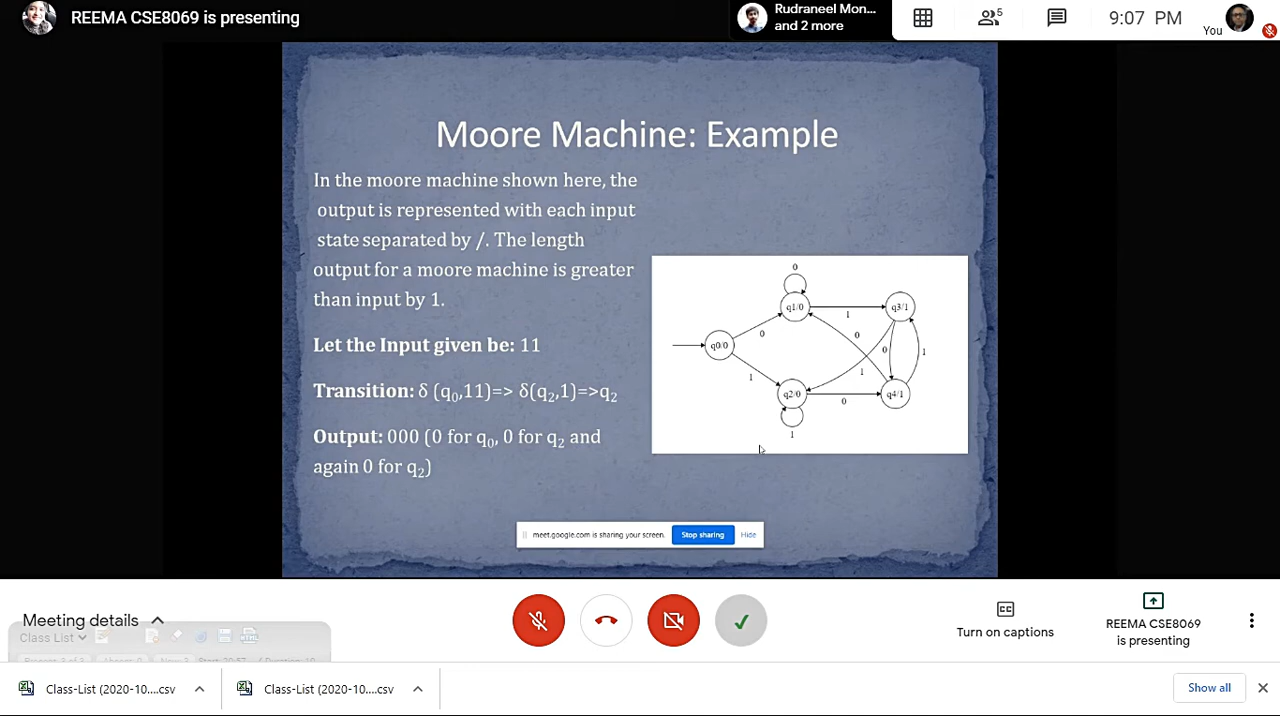 REEMA CSE8069 is presenting
Rudraneel Mon...
and 2 more
5
9:07 PM
You
Moore Machine: Example
In the moore machine shown here, the
output is represented with each input
state separated by /. The length
output for a moore machine is greater
than input by 1.
Let the Input given be: 11
Transition: δ (q0,11)=> δ(q2,1)=>q2
Output: 000 (0 for q0, 0 for q2 and
again 0 for q2)
0
q1/0
1
q3/1
0
q0/0
0
0
1
1
1
q2/0
0
q4/1
1
meet.google.com is sharing your screen.
Stop sharing
Hide
Meeting details
Class List
CC
Turn on captions
REEMA CSE8069
is presenting
Class-List (2020-10....csv
Class-List (2020-10....csv
Show all